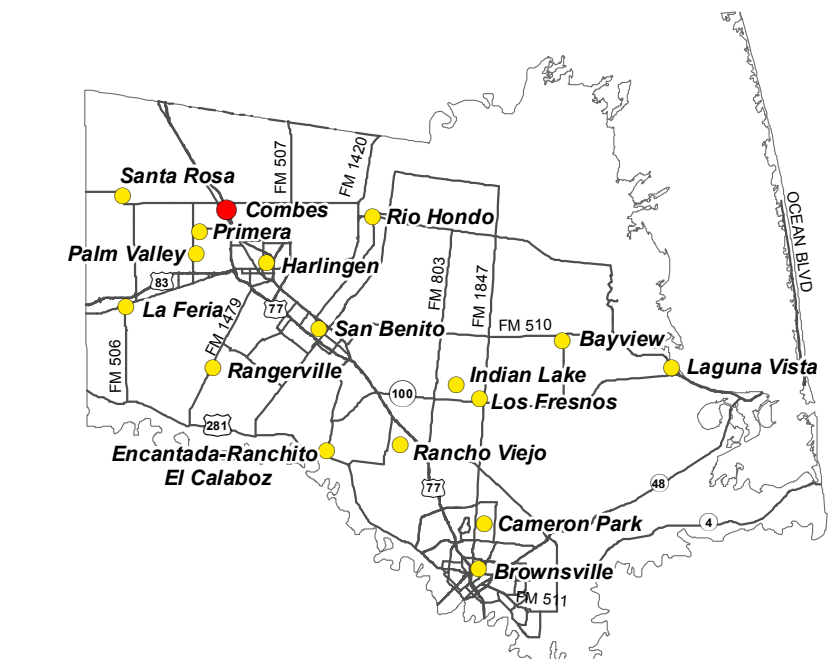 FM 507
FM 1420
Santa Rosa
OCEAN BLVD
Combes
Rio Hondo
Primera
Palm Valley
Harlingen
83
FM 803
FM 1847
La Feria
77
FM 1479
San Benito
FM 510
Bayview
FM 506
Rangerville
Indian Lake
Laguna Vista
100
Los Fresnos
281
Encantada-Ranchito
El Calaboz
Rancho Viejo
77
48
Cameron Park
4
Brownsville
FM 511